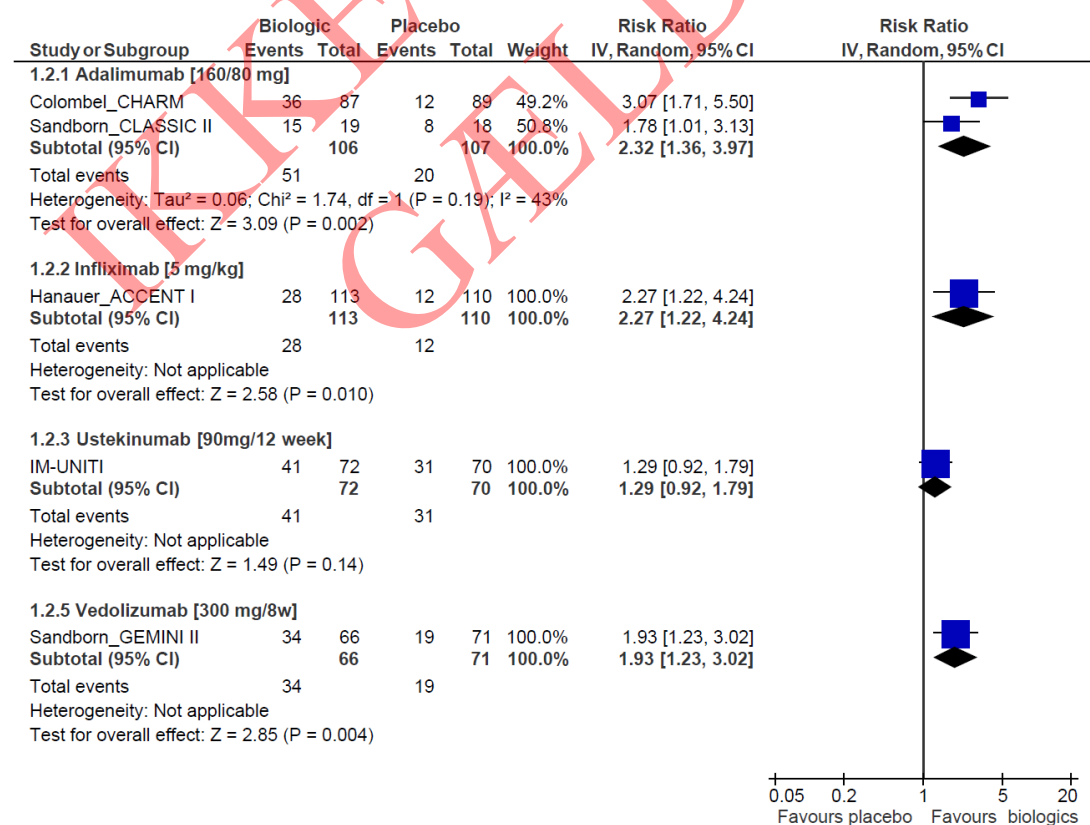 Biologic Placebo Risk Ratio Risk Ratio
Study or Subgroup Events Total Events Total Weight IV, Random, 95% CI IV, Random, 95% CI
1.2.1 Adalimumab [160/80 mg]
Colombel_CHARM 36 87 12 89 49.2% 3.07 [1.71, 5.50]
Sandborn_CLASSIC II 15 19 8 18 50.8% 1.78 [1.01, 3.13]
Subtotal (95% CI) 106 107 100.0% 2.32 [1.36, 3.97]
Total events 51 20
Heterogeneity: Tau² = 0.06; Chi² = 1.74, df = 1 (P = 0.19); I² = 43%
Test for overall effect: Z = 3.09 (P = 0.002)
1.2.2 Infliximab [5 mg/kg]
Hanauer_ACCENT I 28 113 12 110 100.0% 2.27 [1.22, 4.24]
Subtotal (95% CI) 113 110 100.0% 2.27 [1.22, 4.24]
Total events 28 12
Heterogeneity: Not applicable
Test for overall effect: Z = 2.58 (P = 0.010)
1.2.3 Ustekinumab [90mg/12 week]
IM-UNITI 41 72 31 70 100.0% 1.29 [0.92, 1.79]
Subtotal (95% CI) 72 70 100.0% 1.29 [0.92, 1.79]
Total events 41 31
Heterogeneity: Not applicable
Test for overall effect: Z = 1.49 (P = 0.14)
1.2.5 Vedolizumab [300 mg/8w]
Sandborn_GEMINI II 34 66 19 71 100.0% 1.93 [1.23, 3.02]
Subtotal (95% CI) 66 71 100.0% 1.93 [1.23, 3.02]
Total events 34 19
Heterogeneity: Not applicable
Test for overall effect: Z = 2.85 (P = 0.004)
0.05 0.2 1 5 20
Favours placebo Favours biologics